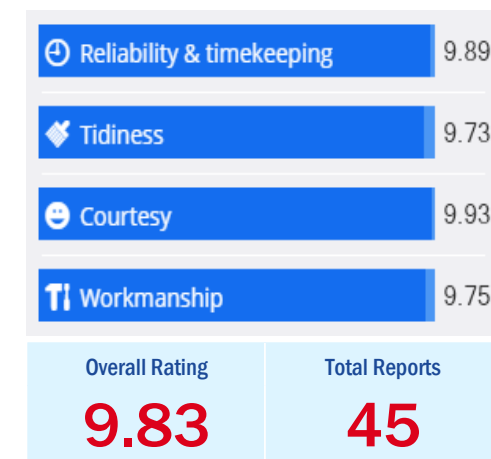 Reliability & timekeeping 9.89
Tidiness 9.73
Courtesy 9.93
Workmanship 9.75
Overall Rating Total Reports
9.83 45